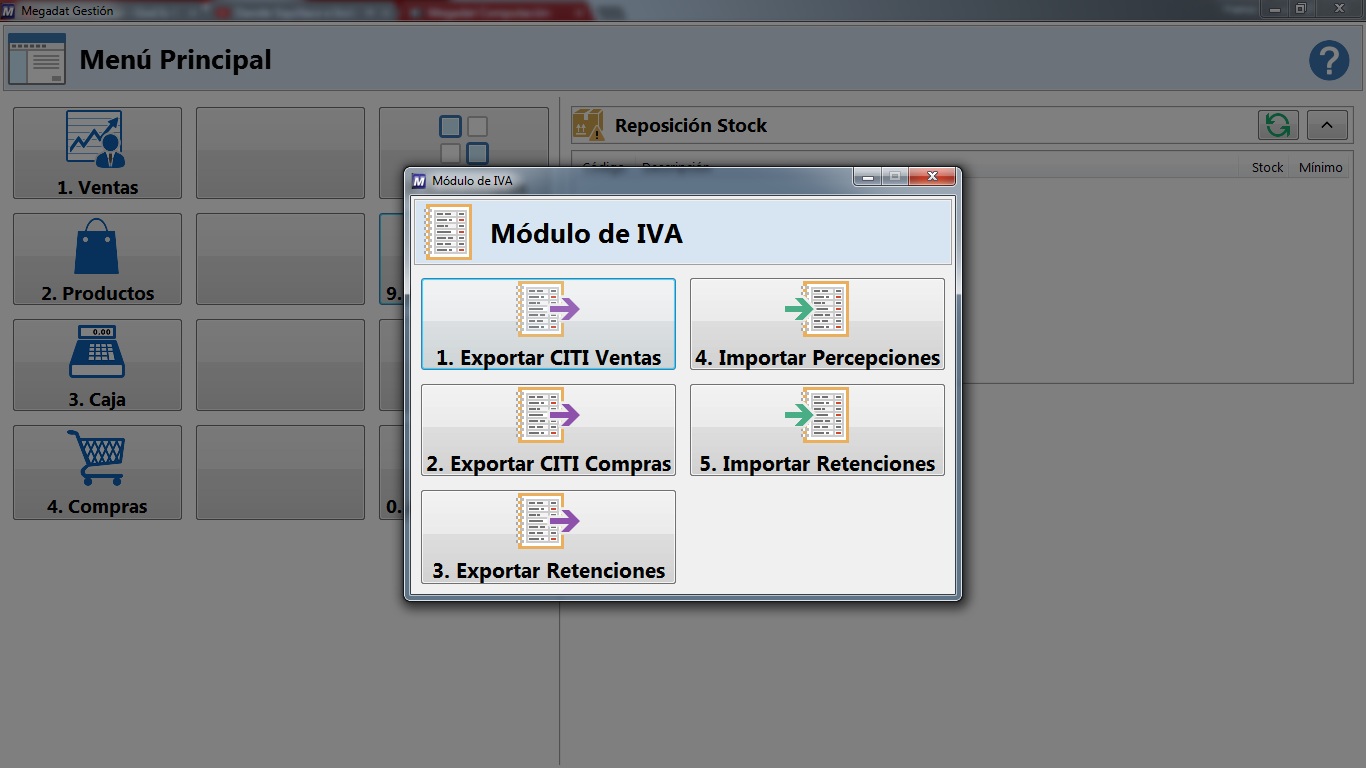 Megadat Gestión
Menú Principal
?
1. Ventas
2. Productos
9.
3. Caja
4. Compras
0.
Reposición Stock
Código
Descripción
Stock
Mínimo
M
Módulo de IVA
Módulo de IVA
1. Exportar CITI Ventas
4. Importar Percepciones
2. Exportar CITI Compras
5. Importar Retenciones
3. Exportar Retenciones
0.00